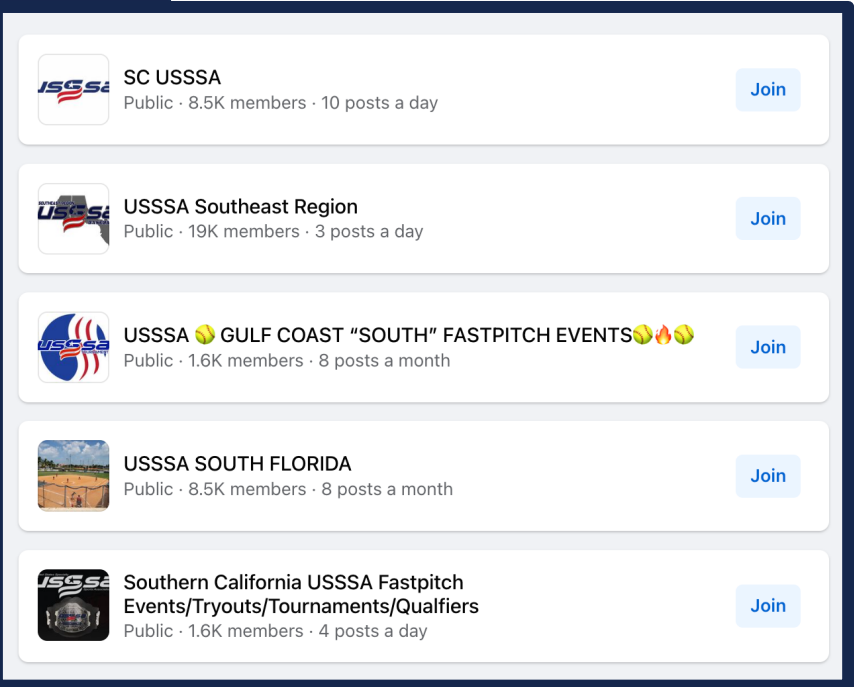 SC USSSA
Public · 8.5K members · 10 posts a day
Join
USSSA Southeast Region
Public · 19K members · 3 posts a day
Join
USSSA 🥎 GULF COAST “SOUTH” FASTPITCH EVENTS🥎🔥🥎
Public · 1.6K members · 8 posts a month
Join
USSSA SOUTH FLORIDA
Public · 8.5K members · 8 posts a month
Join
Southern California USSSA Fastpitch
Events/Tryouts/Tournaments/Qualfiers
Public · 1.6K members · 4 posts a day
Join